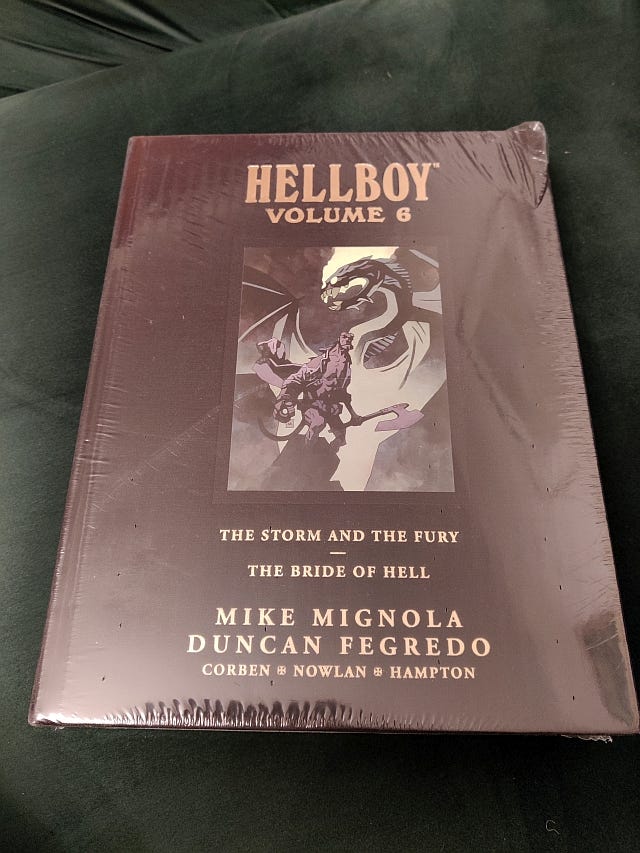 HELLBOY™
VOLUME 6
THE STORM AND THE FURY
THE BRIDE OF HELL
MIKE MIGNOLA
DUNCAN FEGREDO
CORBEN ✠ NOWLAN ✠ HAMPTON